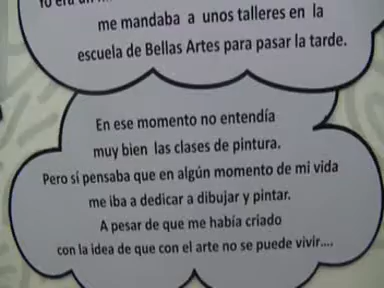 Yo era un
me mandaba a unos talleres en la
escuela de Bellas Artes para pasar la tarde.
En ese momento no entendía
muy bien las clases de pintura.
Pero sí pensaba que en algún momento de mi vida
me iba a dedicar a dibujar y pintar.
A pesar de que me había criado
con la idea de que con el arte no se puede vivir....